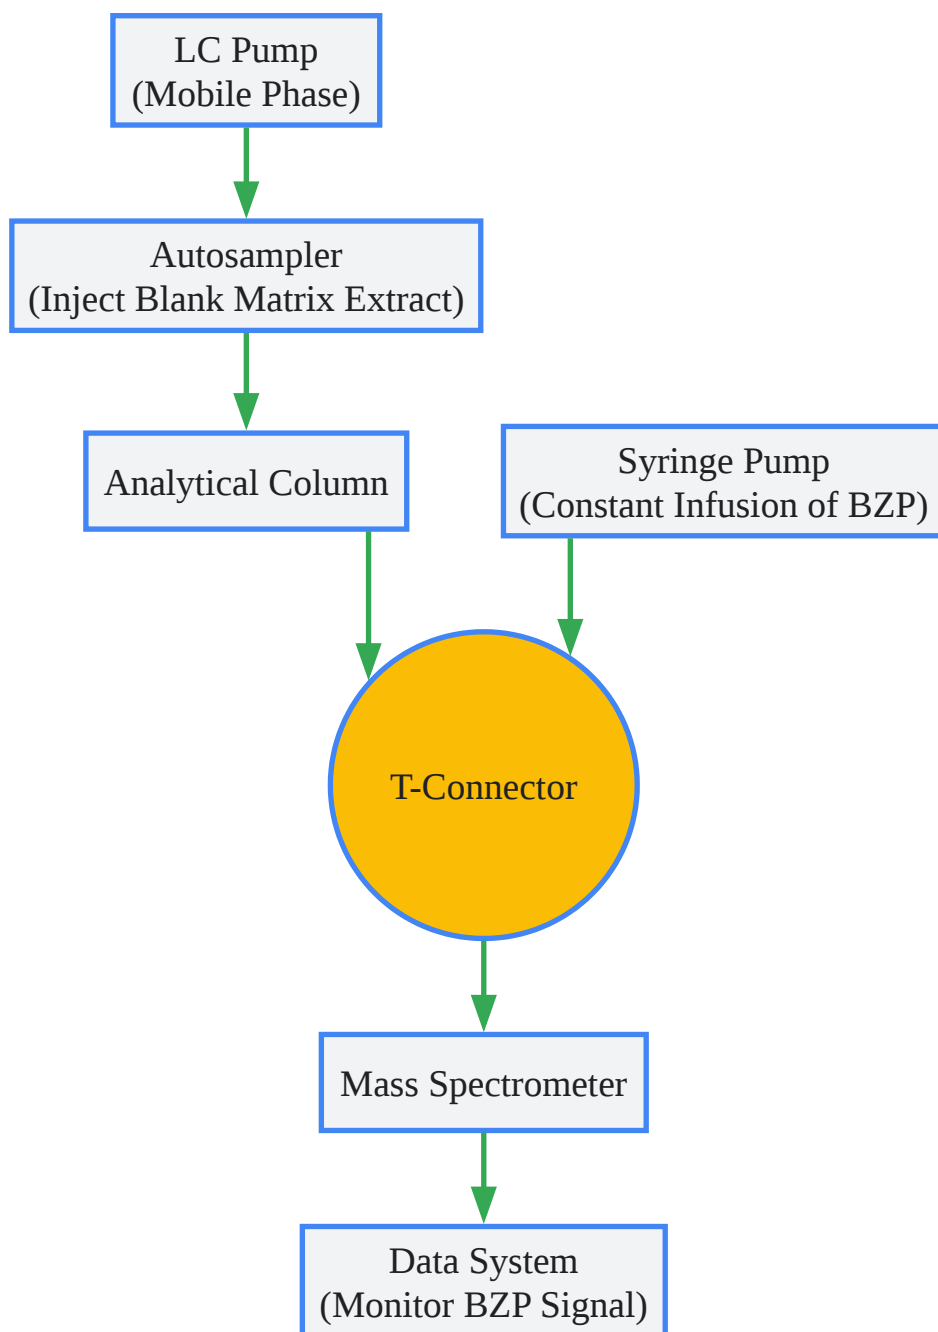 LC Pump
(Mobile Phase)
Autosampler
(Inject Blank Matrix Extract)
Analytical Column
Syringe Pump
(Constant Infusion of BZP)
T-Connector
Mass Spectrometer
Data System
(Monitor BZP Signal)